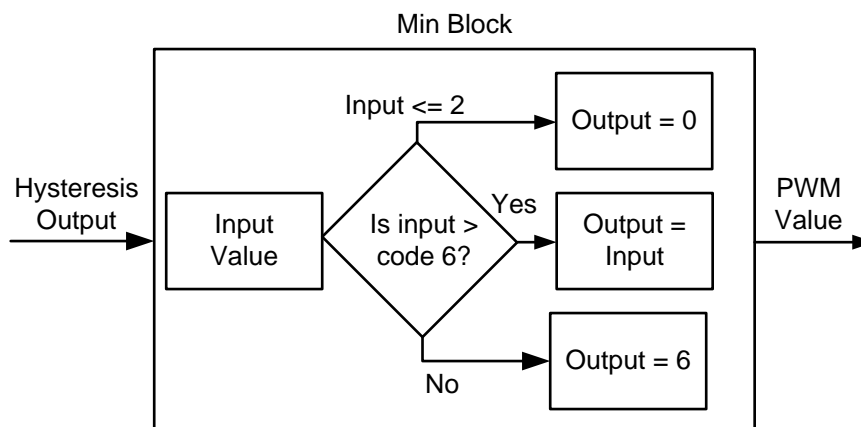 Min Block
Input <= 2
Output = 0
Hysteresis
Output
Input
Value
Is input >
code 6?
Yes
Output =
Input
PWM
Value
No
Output = 6